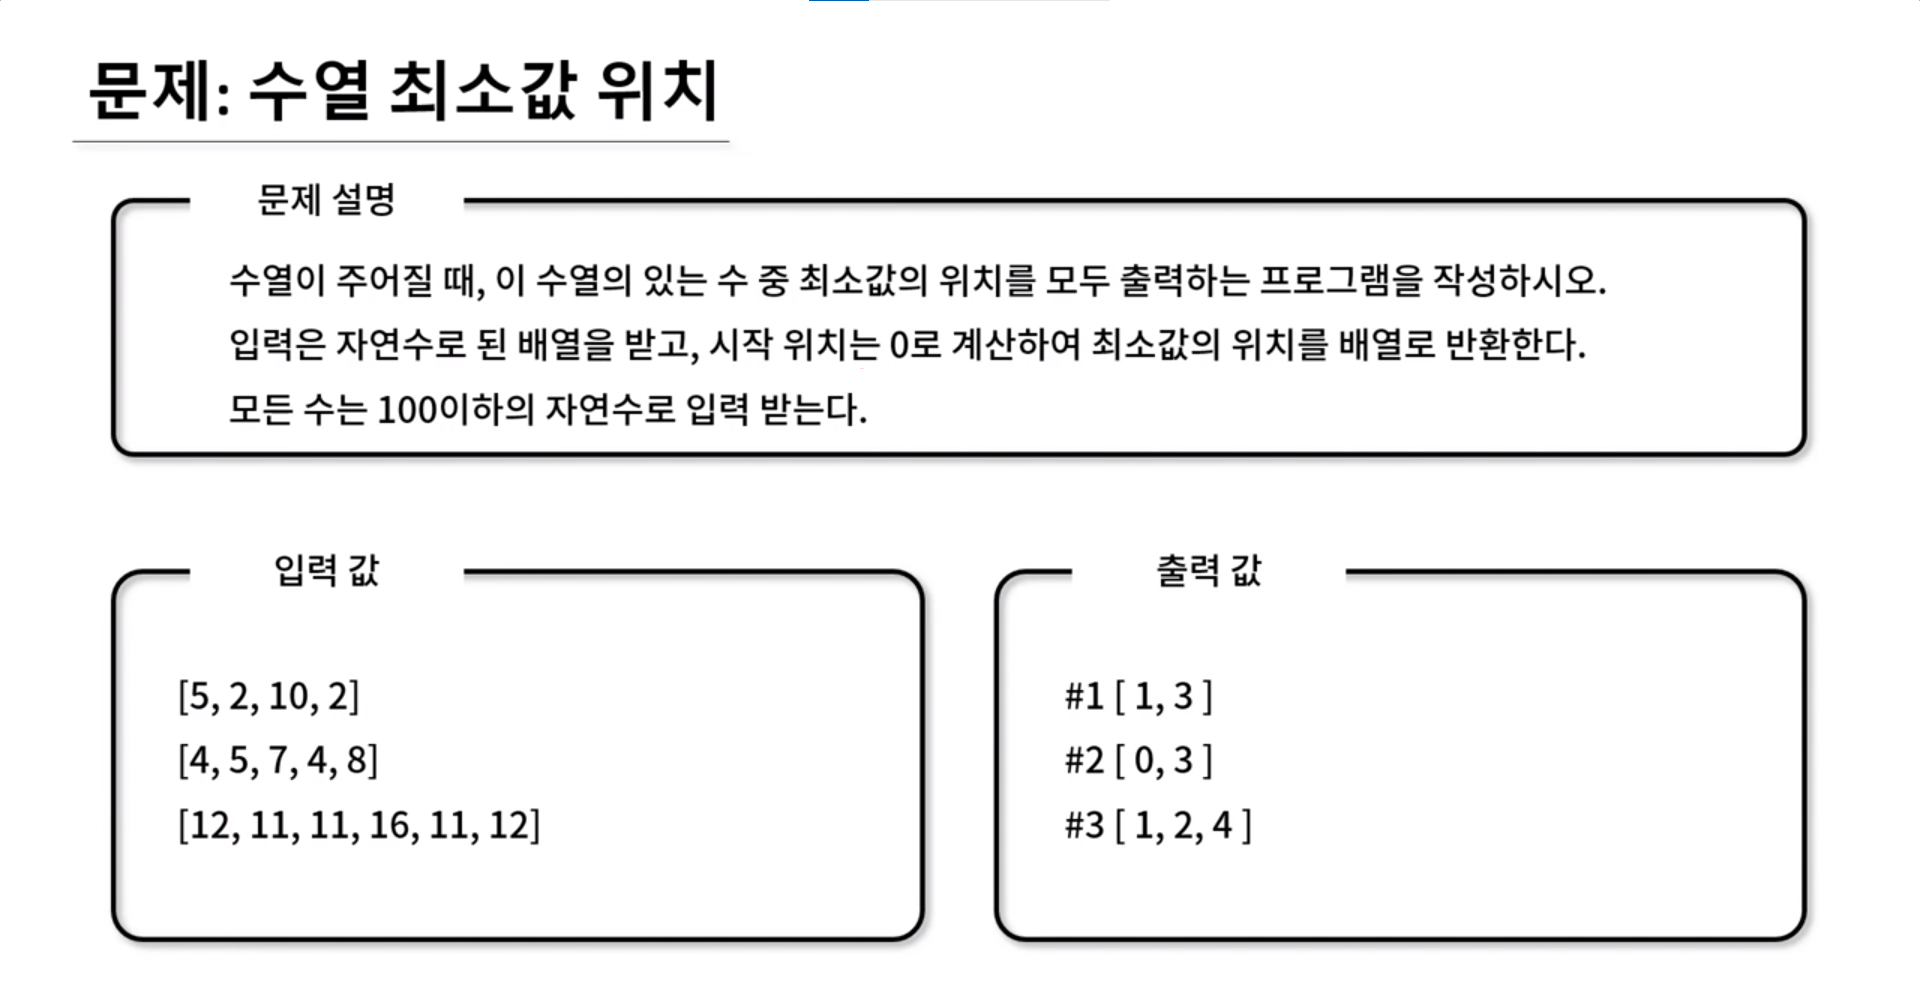 문제: 수열 최소값 위치
문제 설명
수열이 주어질 때, 이 수열의 있는 수 중 최소값의 위치를 모두 출력하는 프로그램을 작성하시오.
입력은 자연수로 된 배열을 받고, 시작 위치는 0로 계산하여 최소값의 위치를 배열로 반환한다.
모든 수는 100이하의 자연수로 입력 받는다.
입력 값
[5, 2, 10, 2]
[4, 5, 7, 4, 8]
[12, 11, 11, 16, 11, 12]
출력 값
#1 [ 1, 3 ]
#2 [ 0, 3 ]
#3 [ 1, 2, 4 ]